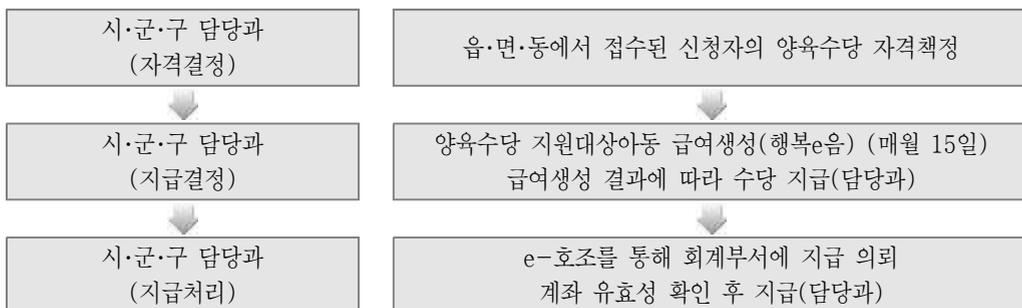 시·군·구 담당과
(자격결정)
읍·면·동에서 접수된 신청자의 양육수당 자격책정
시·군·구 담당과
(지급결정)
양육수당 지원대상아동 급여생성(행복e음) (매월 15일)
급여생성 결과에 따라 수당 지급(담당과)
시·군·구 담당과
(지급처리)
e-호조를 통해 회계부서에 지급 의뢰
계좌 유효성 확인 후 지급(담당과)